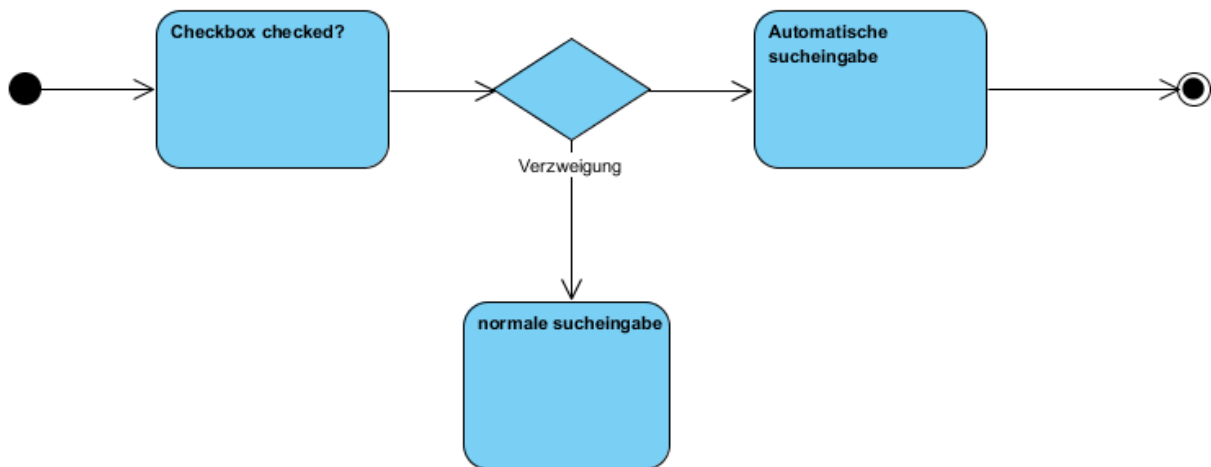 Checkbox checked?
Automatische
sucheingabe
Verzweigung
normale sucheingabe